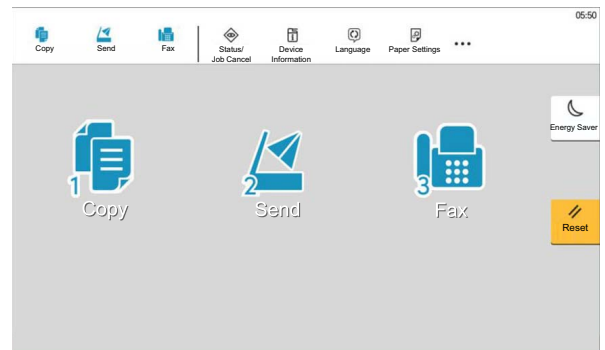 05:50
Copy
Send
Fax
Status/
Job Cancel
Device
Information
Language
Paper Settings
Energy Saver
1
Copy
2
Send
3
Fax
Reset